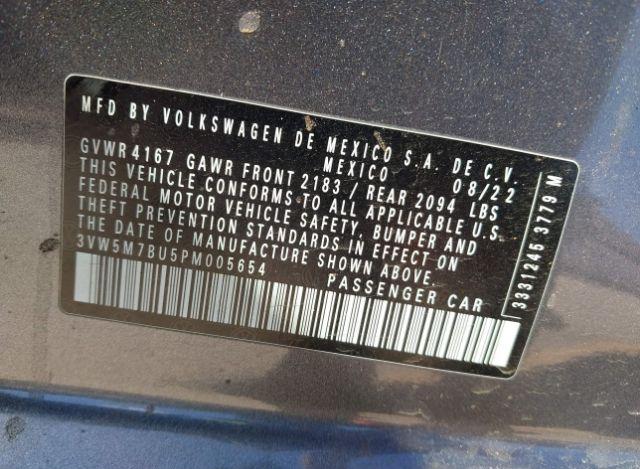 MFD BY VOLKSWAGEN DE MEXICO S.A. DE C.V.
MEXICO 08/22
GVWR 4167 GAWR FRONT 2183 / REAR 2094 LBS
THIS VEHICLE CONFORMS TO ALL APPLICABLE U.S.
FEDERAL MOTOR VEHICLE SAFETY, BUMPER AND
THEFT PREVENTION STANDARDS IN EFFECT ON
THE DATE OF MANUFACTURE SHOWN ABOVE.
3VW5M7BU5PM005654 PASSENGER CAR
3331245 3779 M